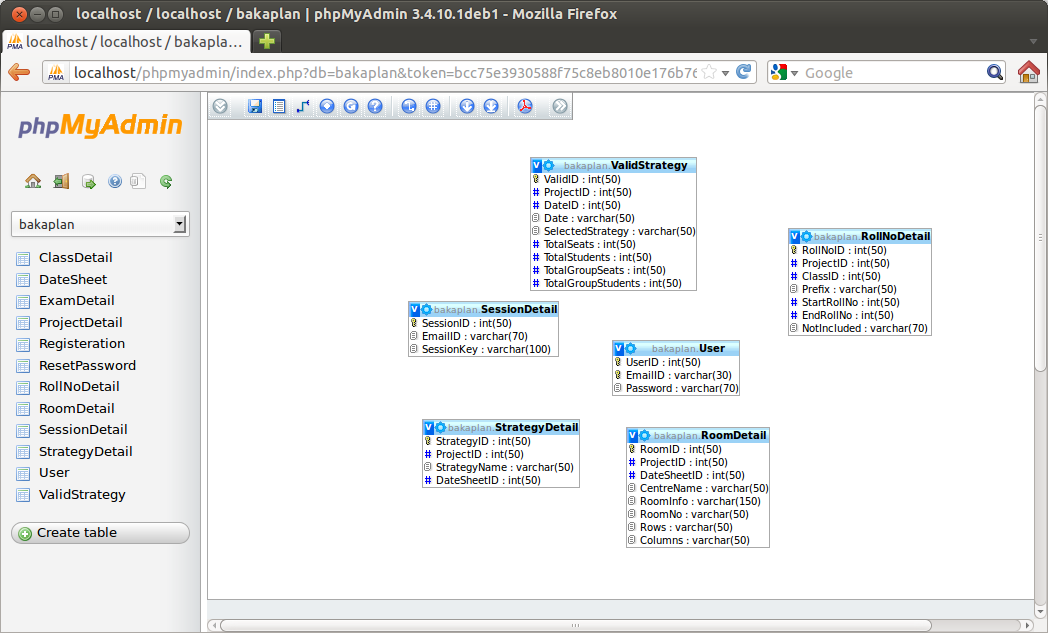 localhost / localhost / bakaplan | phpMyAdmin 3.4.10.1deb1 - Mozilla Firefox
PMA localhost / localhost / bakapla...
PMA localhost/phpmyadmin/index.php?db=bakaplan&token=bcc75e3930588f75c8eb8010e176b76
Google
phpMyAdmin
bakaplan
ClassDetail
DateSheet
ExamDetail
ProjectDetail
Registeration
ResetPassword
RollNoDetail
RoomDetail
SessionDetail
StrategyDetail
User
ValidStrategy
Create table
V bakaplan.ValidStrategy
ValidID : int(50)
# ProjectID : int(50)
# DateID : int(50)
Date : varchar(50)
SelectedStrategy : varchar(50)
# TotalSeats : int(50)
# TotalStudents : int(50)
# TotalGroupSeats : int(50)
# TotalGroupStudents : int(50)
V bakaplan.RollNoDetail
RollNoID : int(50)
# ProjectID : int(50)
# ClassID : int(50)
Prefix : varchar(50)
# StartRollNo : int(50)
# EndRollNo : int(50)
NotIncluded : varchar(70)
V bakaplan.SessionDetail
SessionID : int(50)
EmailID : varchar(70)
SessionKey : varchar(100)
V bakaplan.User
UserID : int(50)
EmailID : varchar(30)
Password : varchar(70)
V bakaplan.StrategyDetail
StrategyID : int(50)
# ProjectID : int(50)
StrategyName : varchar(50)
# DateSheetID : int(50)
V bakaplan.RoomDetail
RoomID : int(50)
# ProjectID : int(50)
# DateSheetID : int(50)
CentreName : varchar(50)
RoomInfo : varchar(150)
RoomNo : varchar(50)
Rows : varchar(50)
Columns : varchar(50)